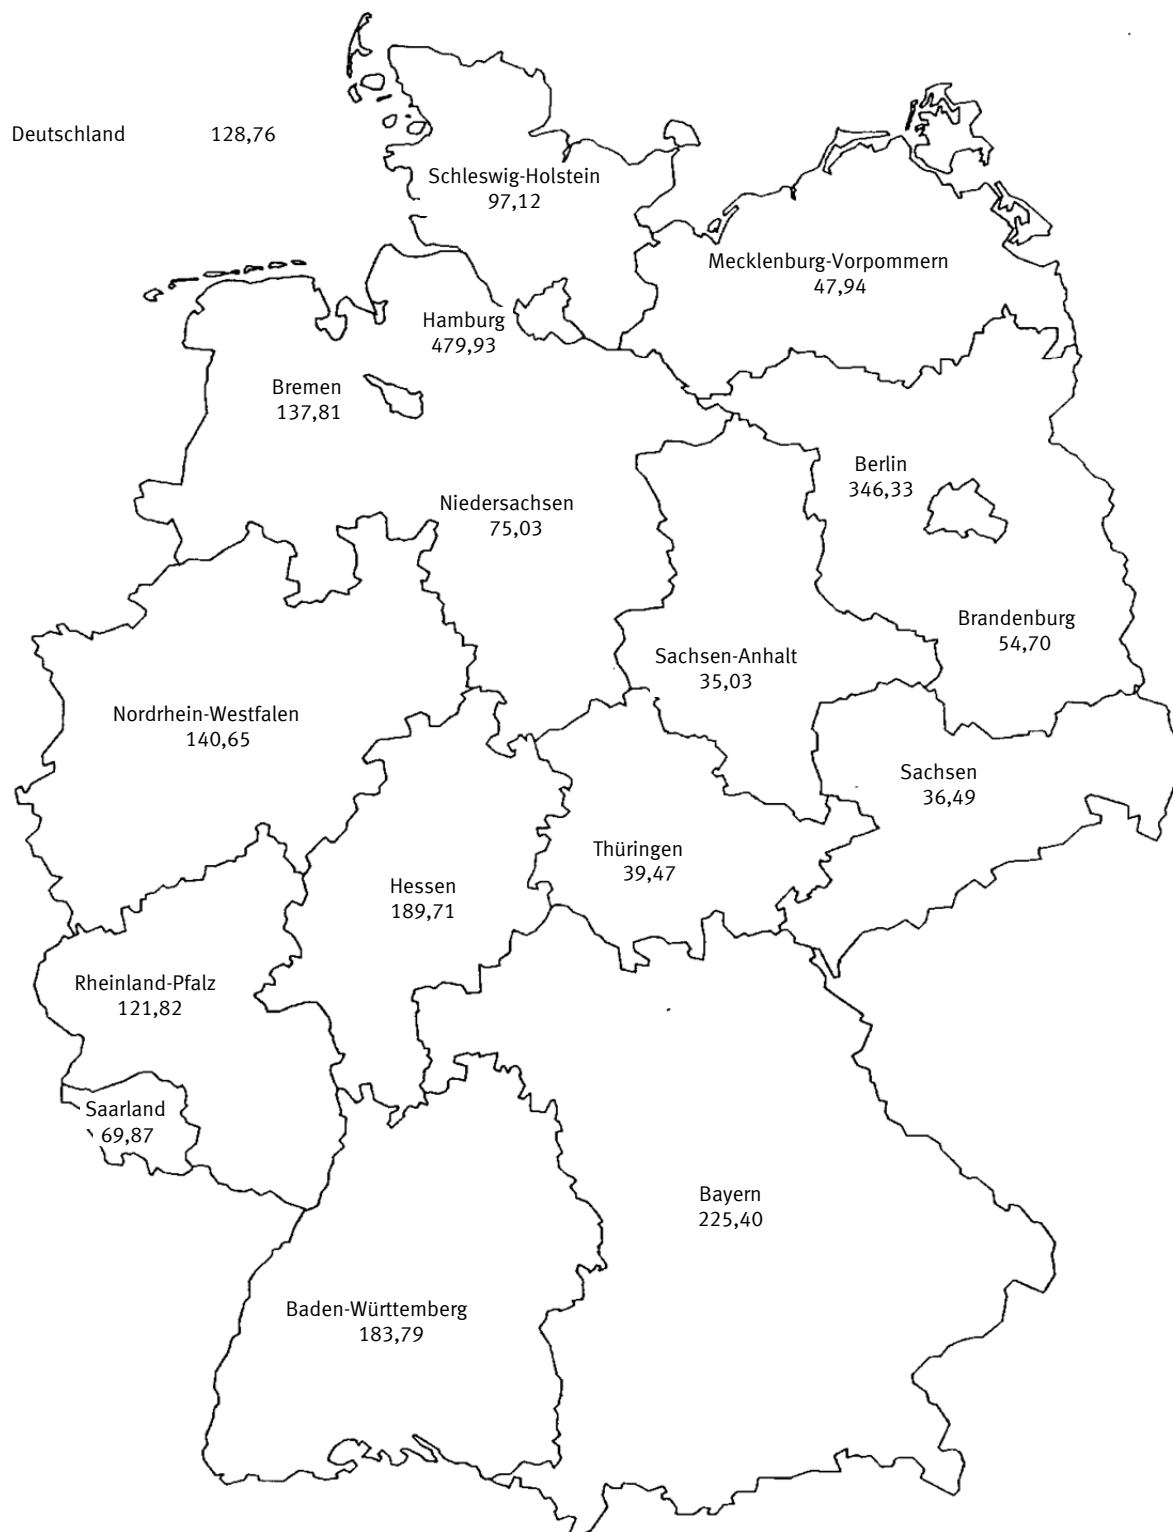 Deutschland 128,76
Schleswig-Holstein
97,12
Mecklenburg-Vorpommern
47,94
Hamburg
479,93
Bremen
137,81
Berlin
346,33
Niedersachsen
75,03
Brandenburg
54,70
Sachsen-Anhalt
35,03
Nordrhein-Westfalen
140,65
Sachsen
36,49
Thüringen
39,47
Hessen
189,71
Rheinland-Pfalz
121,82
Saarland
69,87
Bayern
225,40
Baden-Württemberg
183,79